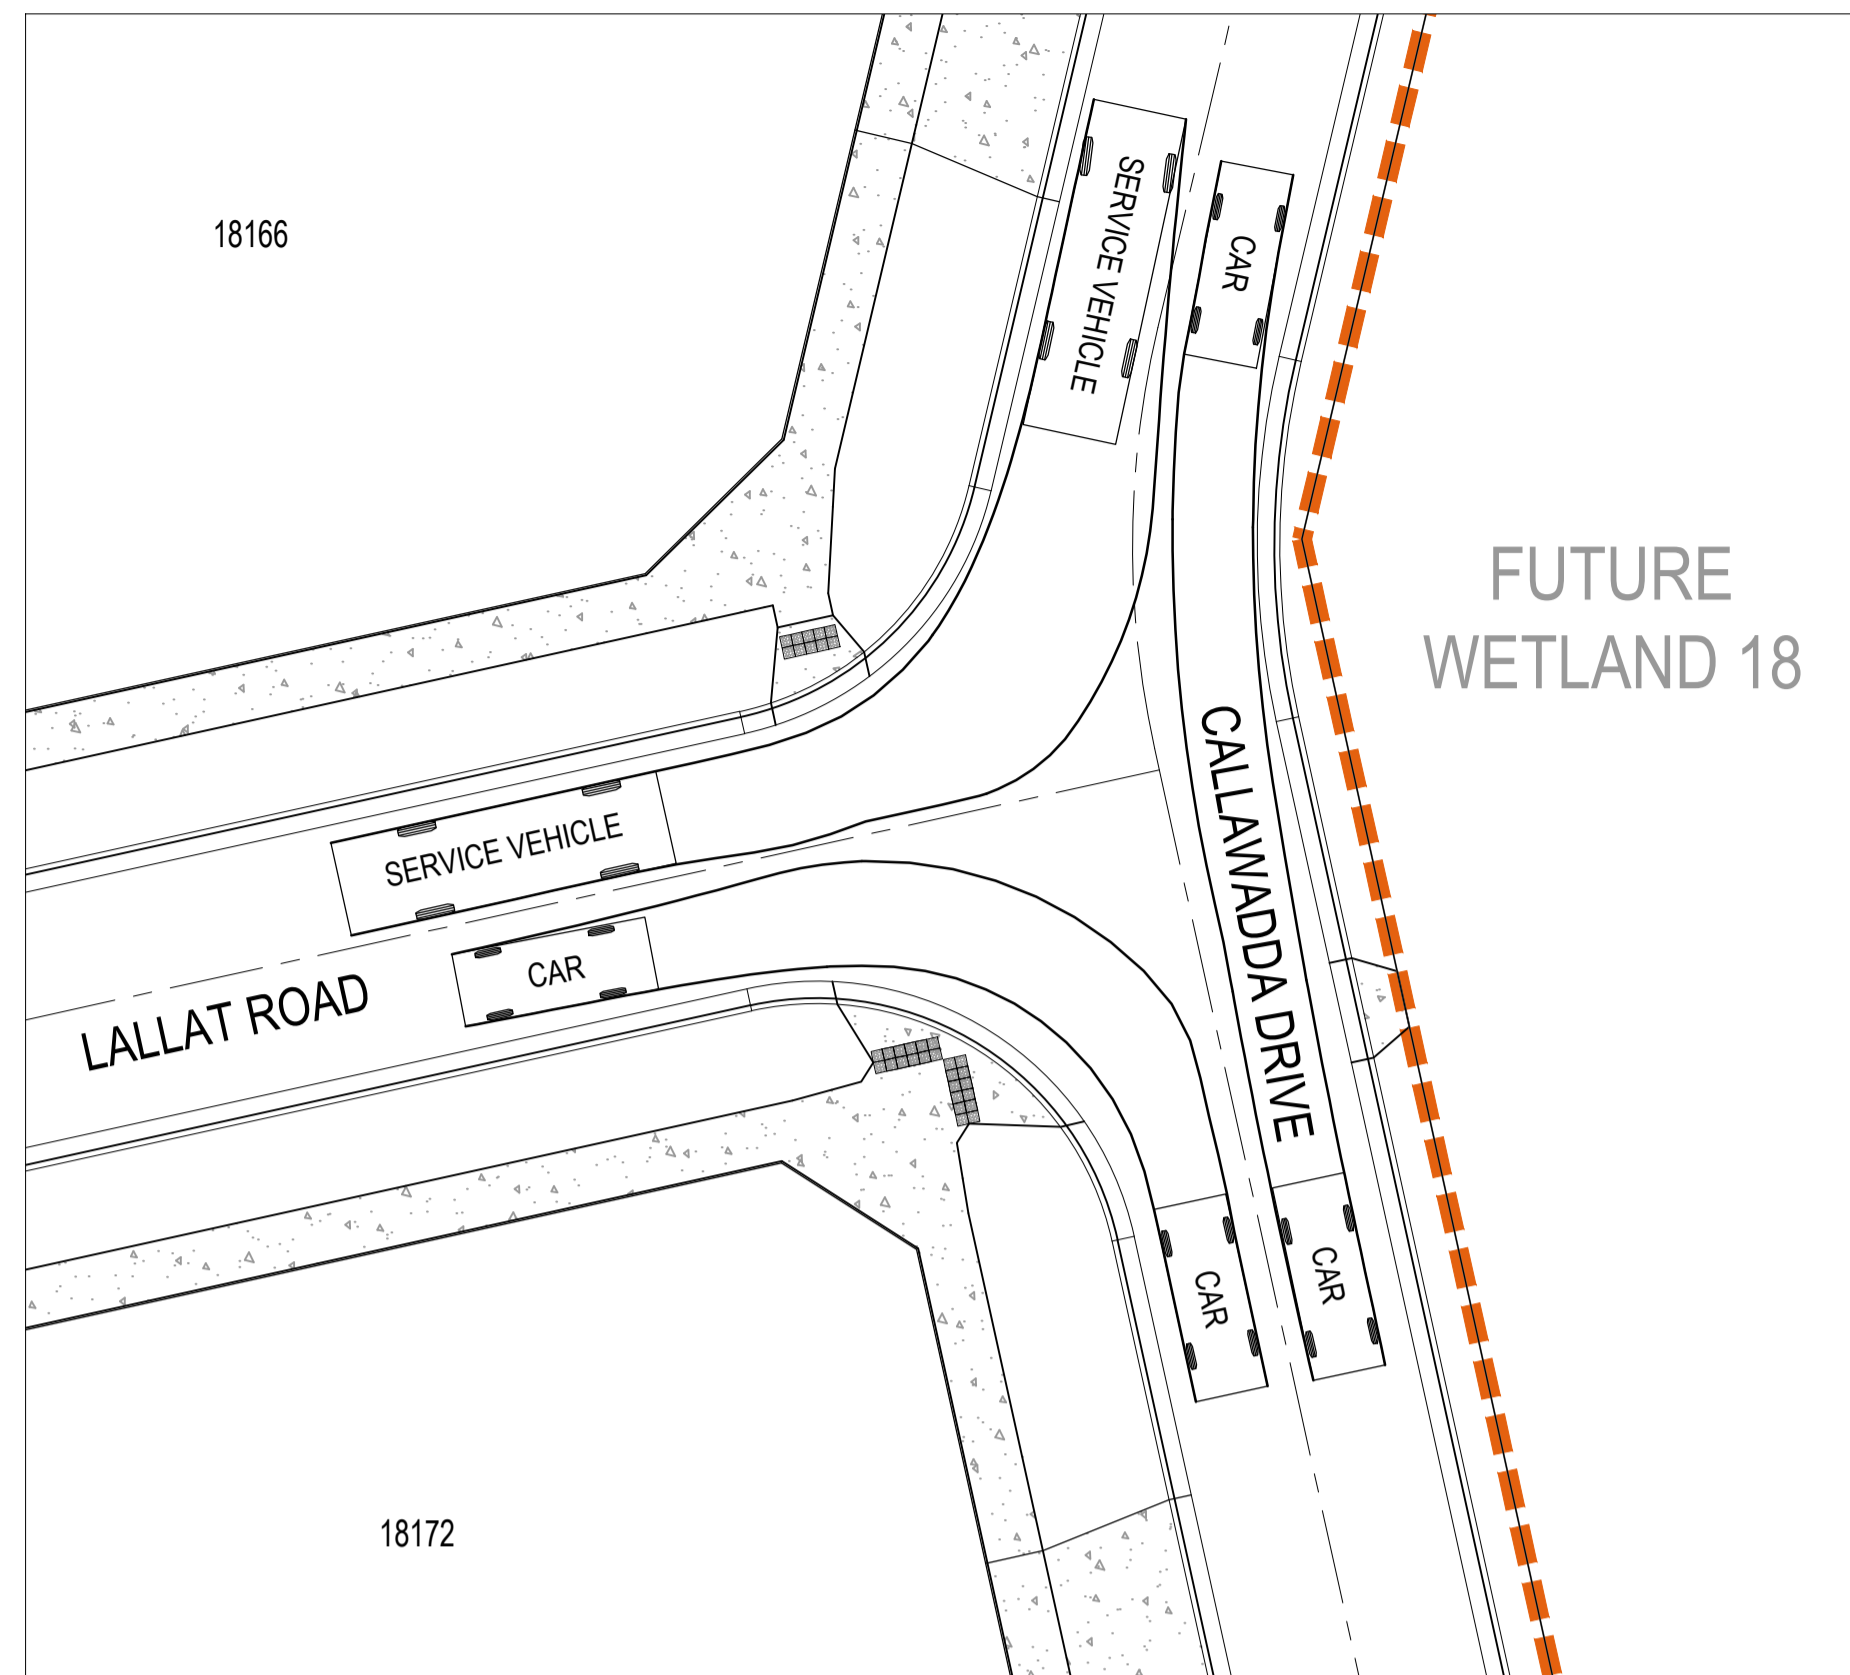 18166
SERVICE VEHICLE
CAR
FUTURE
WETLAND 18
CALLAWADDA DRIVE
SERVICE VEHICLE
CAR
LALLAT ROAD
CAR
CAR
18172